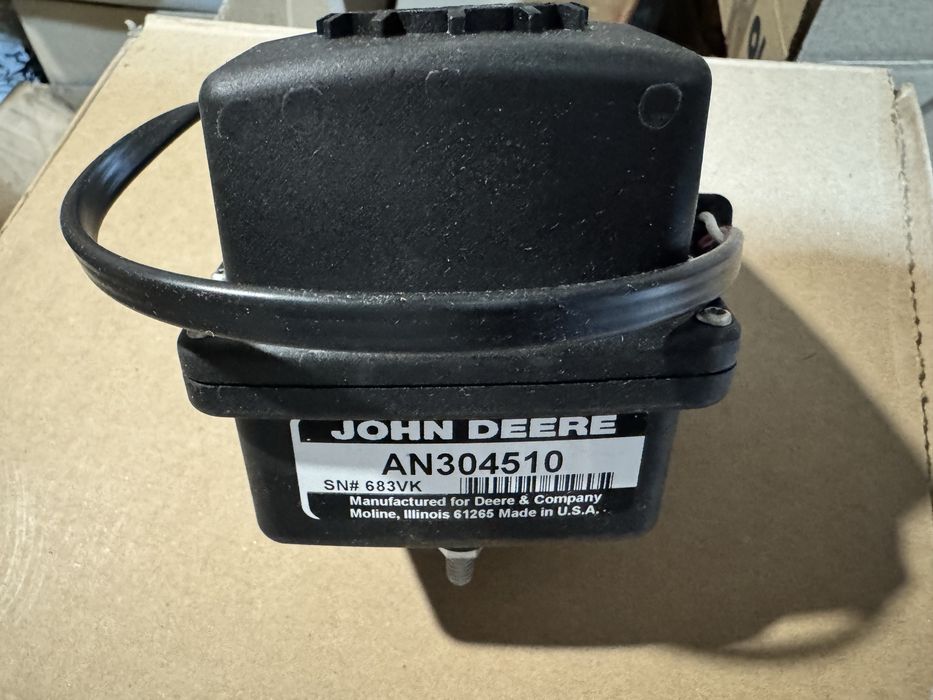 JOHN DEERE
AN304510
SN# 683VK
Manufactured for Deere & Company
Moline, Illinois 61265 Made in U.S.A.